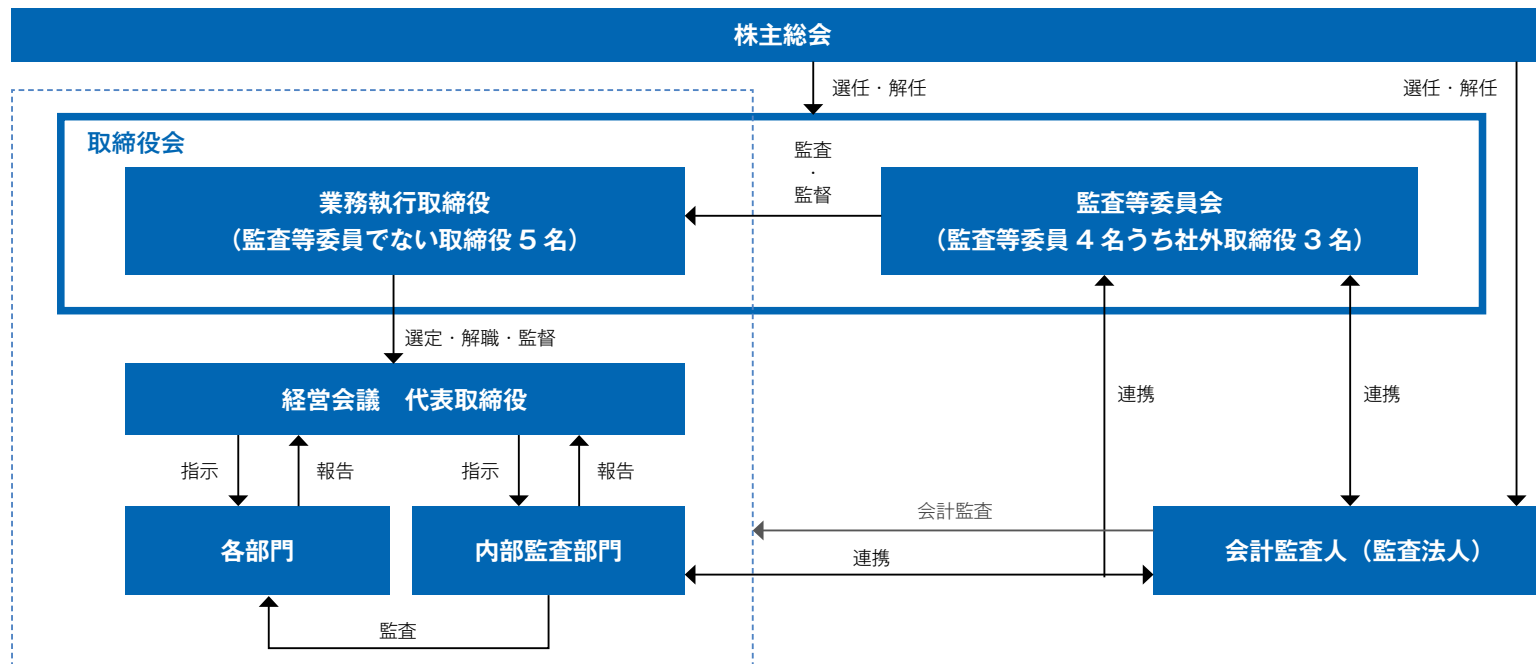 株主総会
選任・解任
選任・解任
取締役会
監査
・
監督
業務執行取締役
（監査等委員でない取締役５名）
監査等委員会
（監査等委員４名うち社外取締役３名）
選定・解職・監督
経営会議　代表取締役
連携
連携
指示
報告
指示
報告
会計監査
各部門
内部監査部門
連携
会計監査人（監査法人）
監査